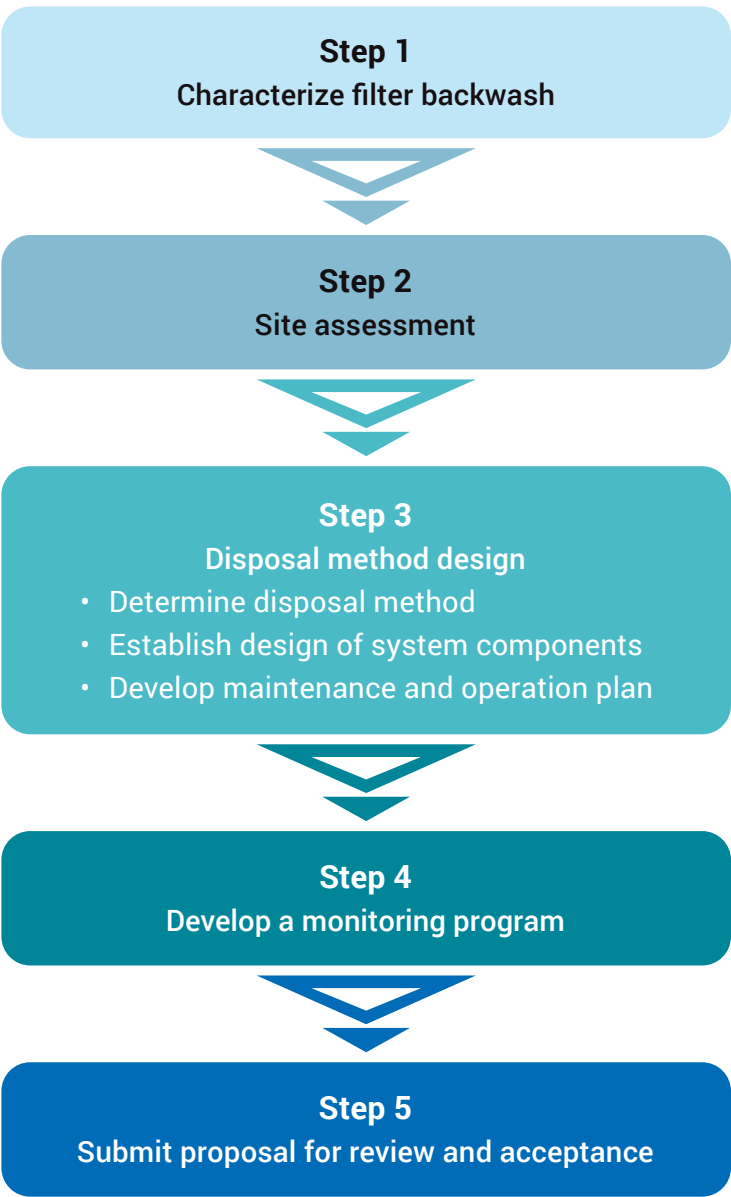 Step 1
Characterize filter backwash
Step 2
Site assessment
Step 3
Disposal method design
• Determine disposal method
• Establish design of system components
• Develop maintenance and operation plan
Step 4
Develop a monitoring program
Step 5
Submit proposal for review and acceptance